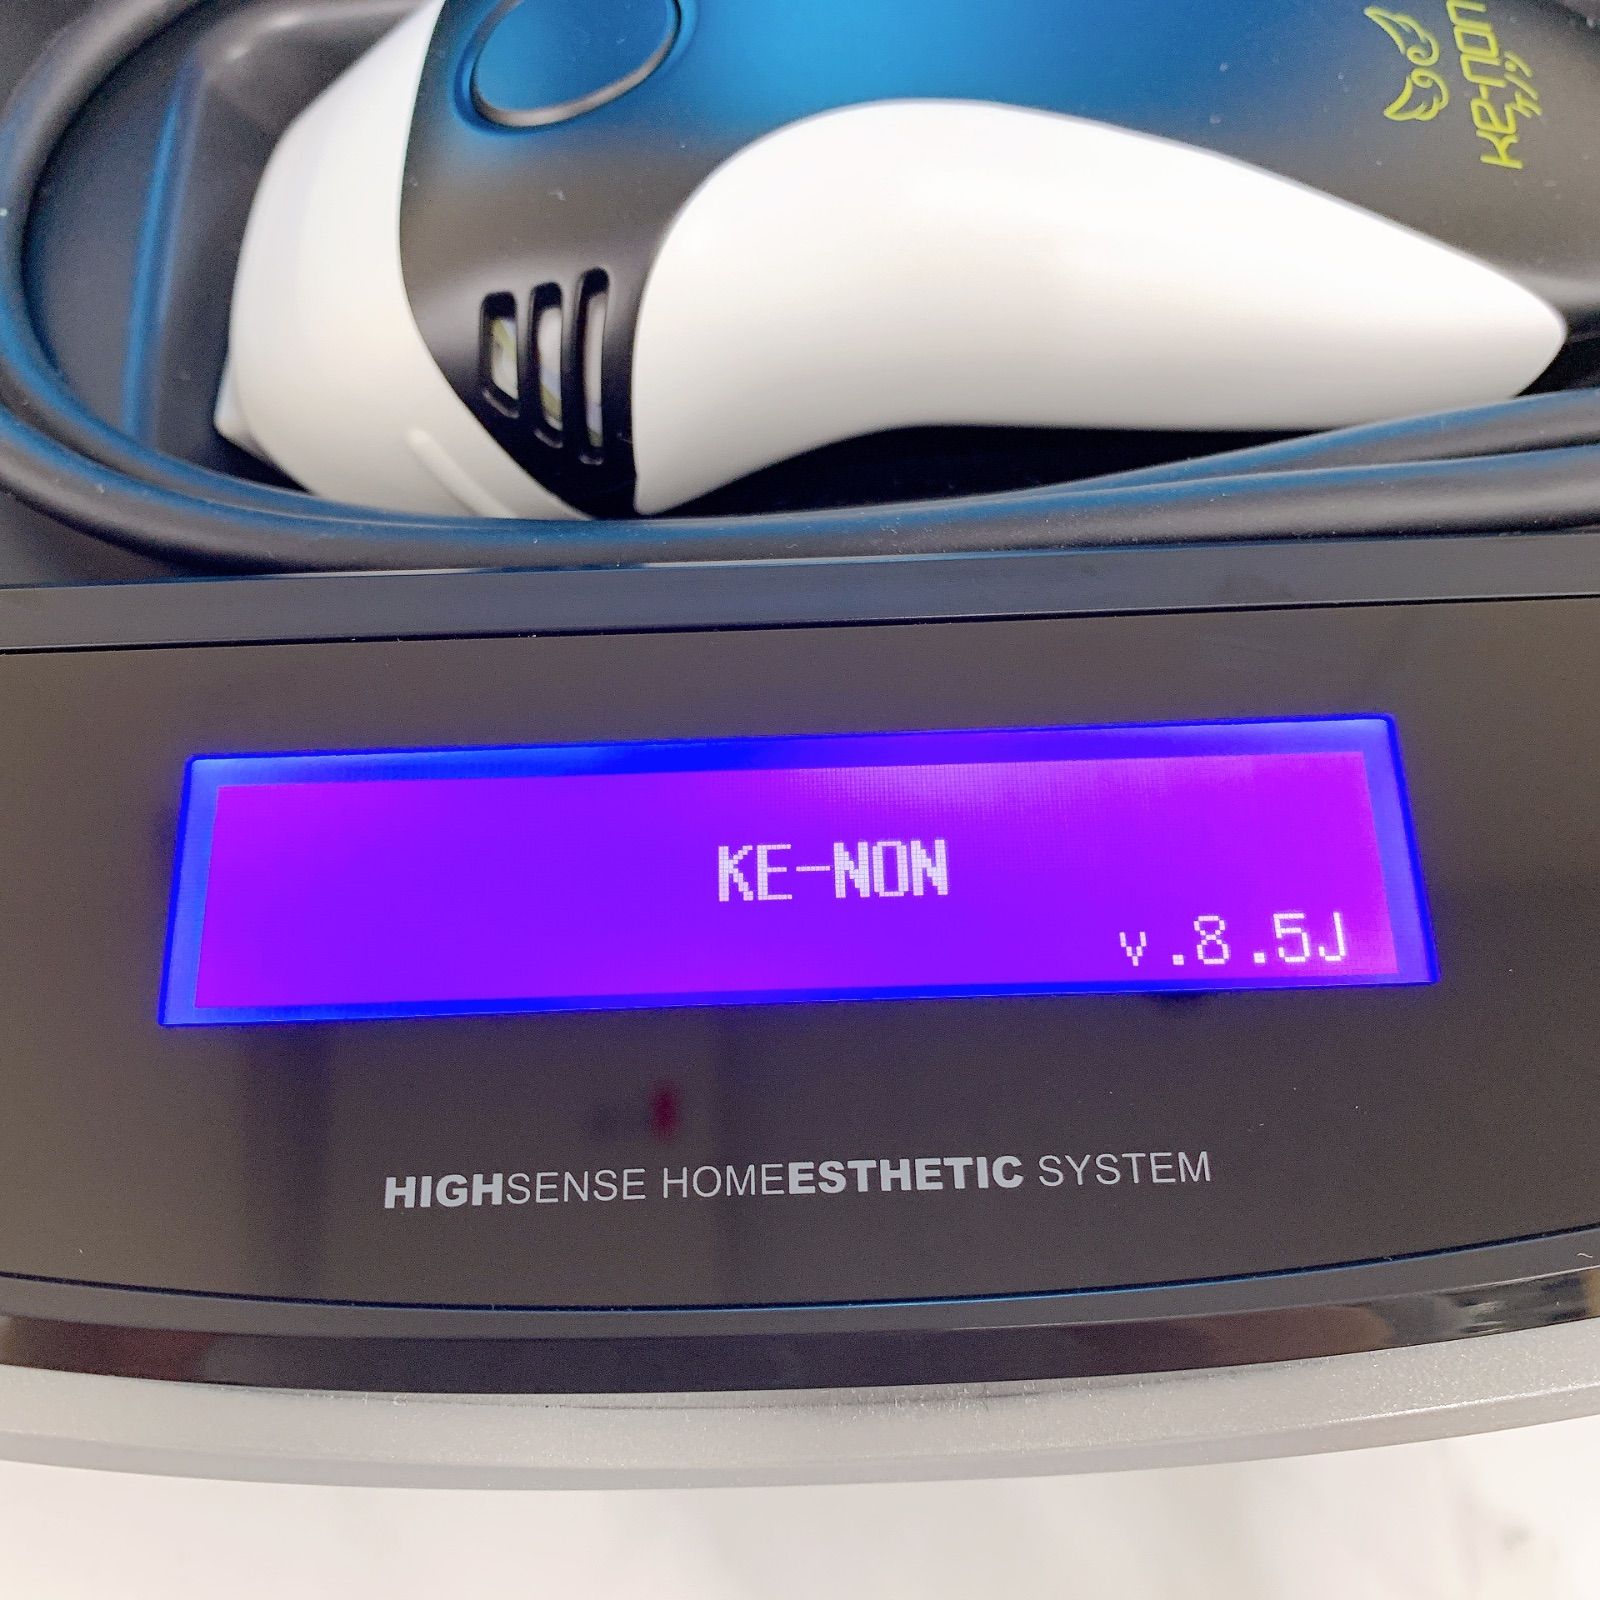 ke-non
ケノン
KE-NON
v.8.5J
HIGHSENSE HOMEESTHETIC SYSTEM